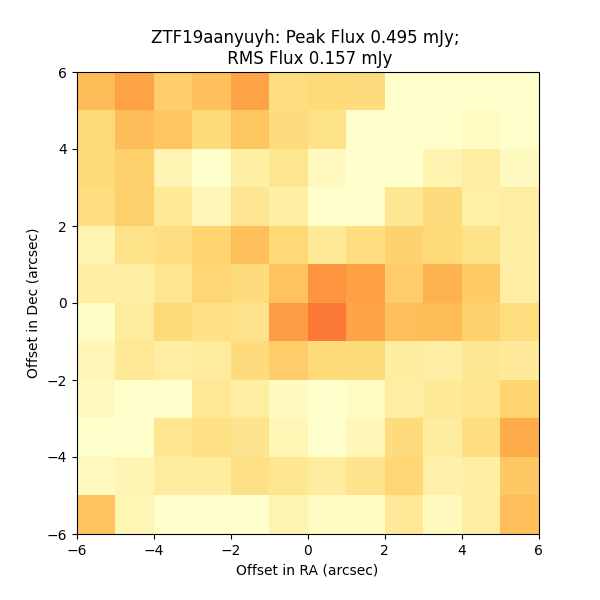 ZTF19aanyuyh: Peak Flux 0.495 mJy;
RMS Flux 0.157 mJy
6
4
2
0
−2
−4
−6
Offset in Dec (arcsec)
−6 −4 −2 0 2 4 6
Offset in RA (arcsec)